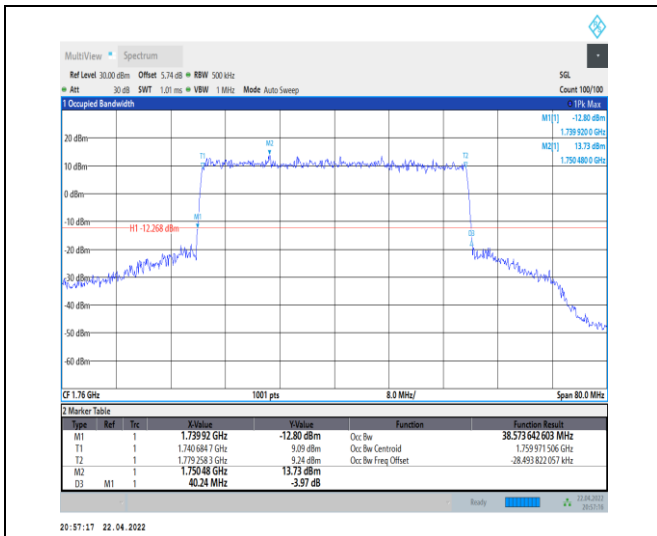 MultiView Spectrum
Ref Level 30.00 dBm Offset 5.74 dB RBW 500 kHz SGL
Att 30 dB SWT 1.01 ms VBW 1 MHz Mode Auto Sweep Count 100/100
1 Occupied Bandwidth 1Pk Max
M1[1] -12.80 dBm
1.739 920 0 GHz
M2[1] 13.73 dBm
1.750 480 0 GHz
20 dBm
M2
T1
T2
10 dBm
0 dBm
-10 dBm
M1
H1 -12.268 dBm
D3
-20 dBm
-30 dBm
-40 dBm
-50 dBm
-60 dBm
CF 1.76 GHz 1001 pts 8.0 MHz/ Span 80.0 MHz
2 Marker Table
Type Ref Trc X-Value Y-Value Function Function Result
M1 1 1.739 92 GHz -12.80 dBm Occ Bw 38.573 642 603 MHz
T1 1 1.740 684 7 GHz 9.09 dBm Occ Bw Centroid 1.759 971 506 GHz
T2 1 1.779 258 3 GHz 9.24 dBm Occ Bw Freq Offset -28.493 822 057 kHz
M2 1 1.750 48 GHz 13.73 dBm
D3 M1 1 40.24 MHz -3.97 dB
Ready 22.04.2022
20:57:18
20:57:17 22.04.2022